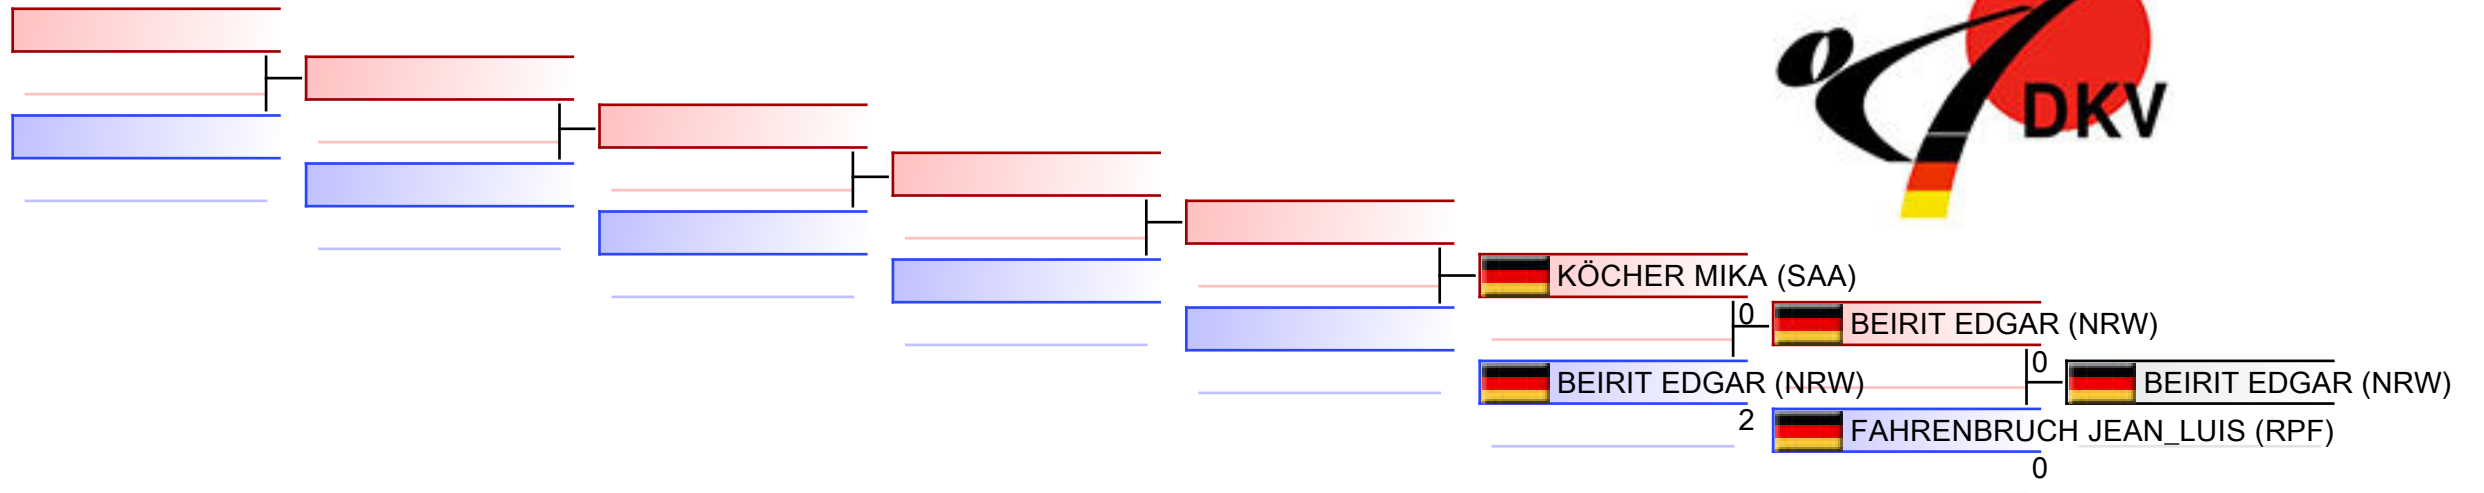 DKV
KÖCHER MIKA (SAA)
0
BEIRIT EDGAR (NRW)
BEIRIT EDGAR (NRW)
0
BEIRIT EDGAR (NRW)
2
FAHRENBRUCH JEAN_LUIS (RPF)
0